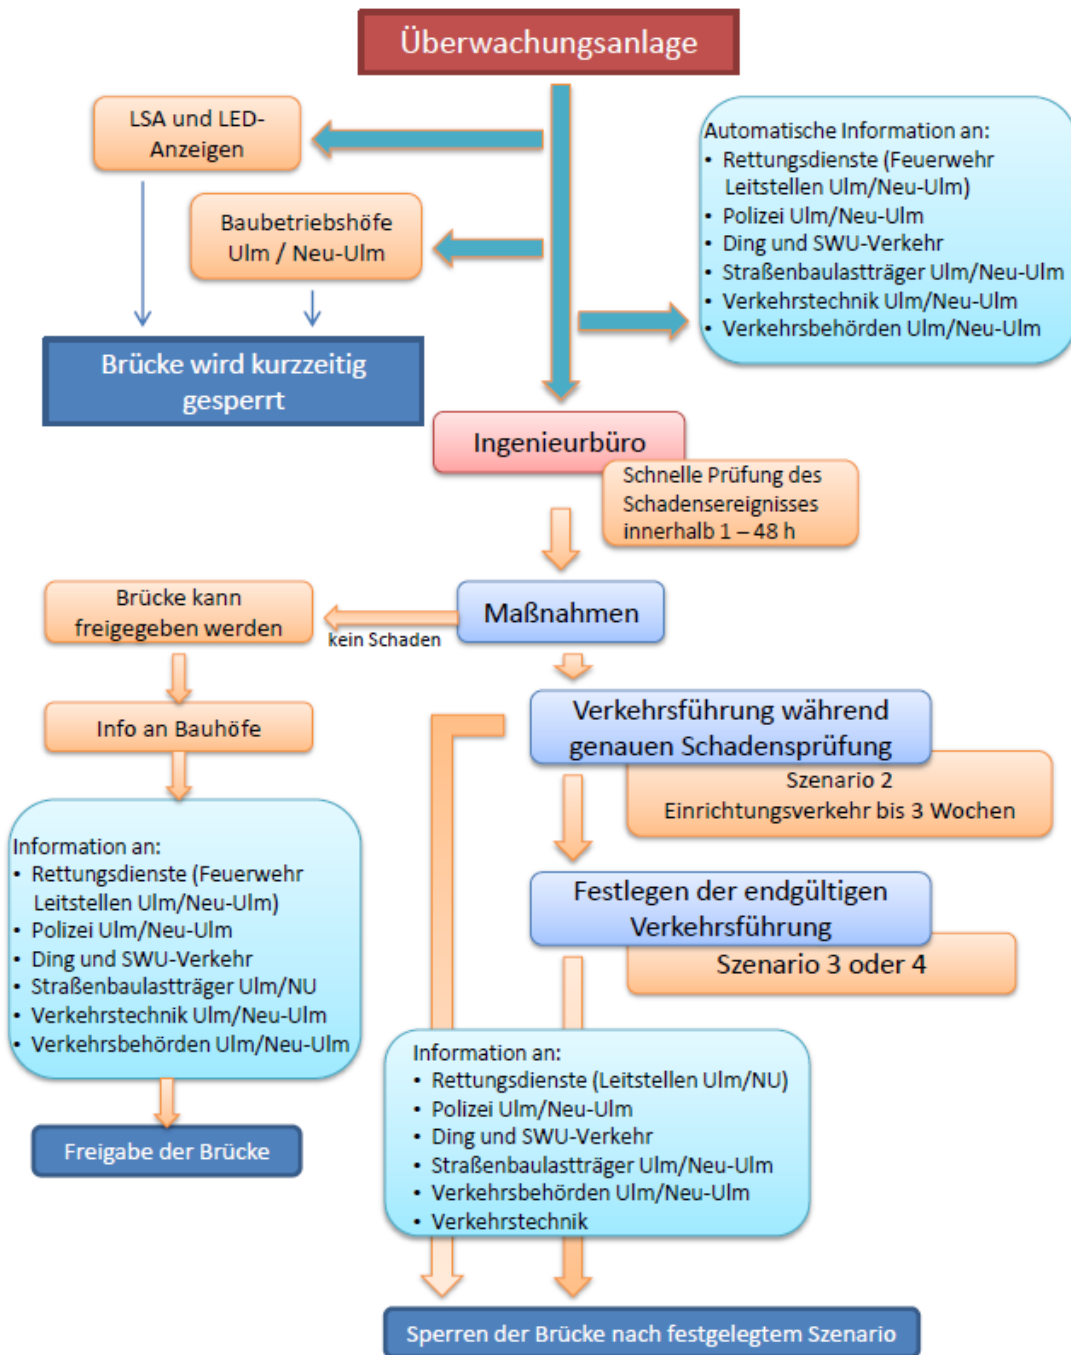 Überwachungsanlage
LSA und LED-
Anzeigen
Baubetriebshöfe
Ulm / Neu-Ulm
Automatische Information an:
• Rettungsdienste (Feuerwehr
Leitstellen Ulm/Neu-Ulm)
• Polizei Ulm/Neu-Ulm
• Ding und SWU-Verkehr
• Straßenbaulastträger Ulm/Neu-Ulm
• Verkehrstechnik Ulm/Neu-Ulm
• Verkehrsbehörden Ulm/Neu-Ulm
Brücke wird kurzzeitig
gesperrt
Ingenieurbüro
Schnelle Prüfung des
Schadensereignisses
innerhalb 1 – 48 h
Maßnahmen
kein Schaden
Brücke kann
freigegeben werden
Info an Bauhöfe
Information an:
• Rettungsdienste (Feuerwehr
Leitstellen Ulm/Neu-Ulm)
• Polizei Ulm/Neu-Ulm
• Ding und SWU-Verkehr
• Straßenbaulastträger Ulm/NU
• Verkehrstechnik Ulm/Neu-Ulm
• Verkehrsbehörden Ulm/Neu-Ulm
Freigabe der Brücke
Verkehrsführung während
genauen Schadensprüfung
Szenario 2
Einrichtungsverkehr bis 3 Wochen
Festlegen der endgültigen
Verkehrsführung
Szenario 3 oder 4
Information an:
• Rettungsdienste (Leitstellen Ulm/NU)
• Polizei Ulm/Neu-Ulm
• Ding und SWU-Verkehr
• Straßenbaulastträger Ulm/Neu-Ulm
• Verkehrsbehörden Ulm/Neu-Ulm
• Verkehrstechnik
Sperren der Brücke nach festgelegtem Szenario